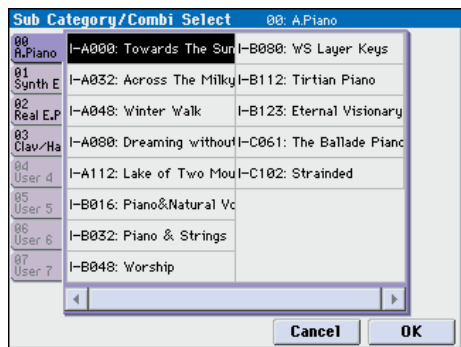 Sub Category/Combi Select 00: A.Piano
00
A.Piano
01
Synth E
02
Real E.P
03
Clav/Ha
04
User 4
05
User 5
06
User 6
07
User 7
I-A000: Towards The Sun
I-A032: Across The Milky
I-A048: Winter Walk
I-A080: Dreaming without
I-A112: Lake of Two Mou
I-B016: Piano&Natural Vo
I-B032: Piano & Strings
I-B048: Worship
I-B080: WS Layer Keys
I-B112: Tirtian Piano
I-B123: Eternal Visionary
I-C061: The Ballade Piano
I-C102: Strainded
Cancel
OK